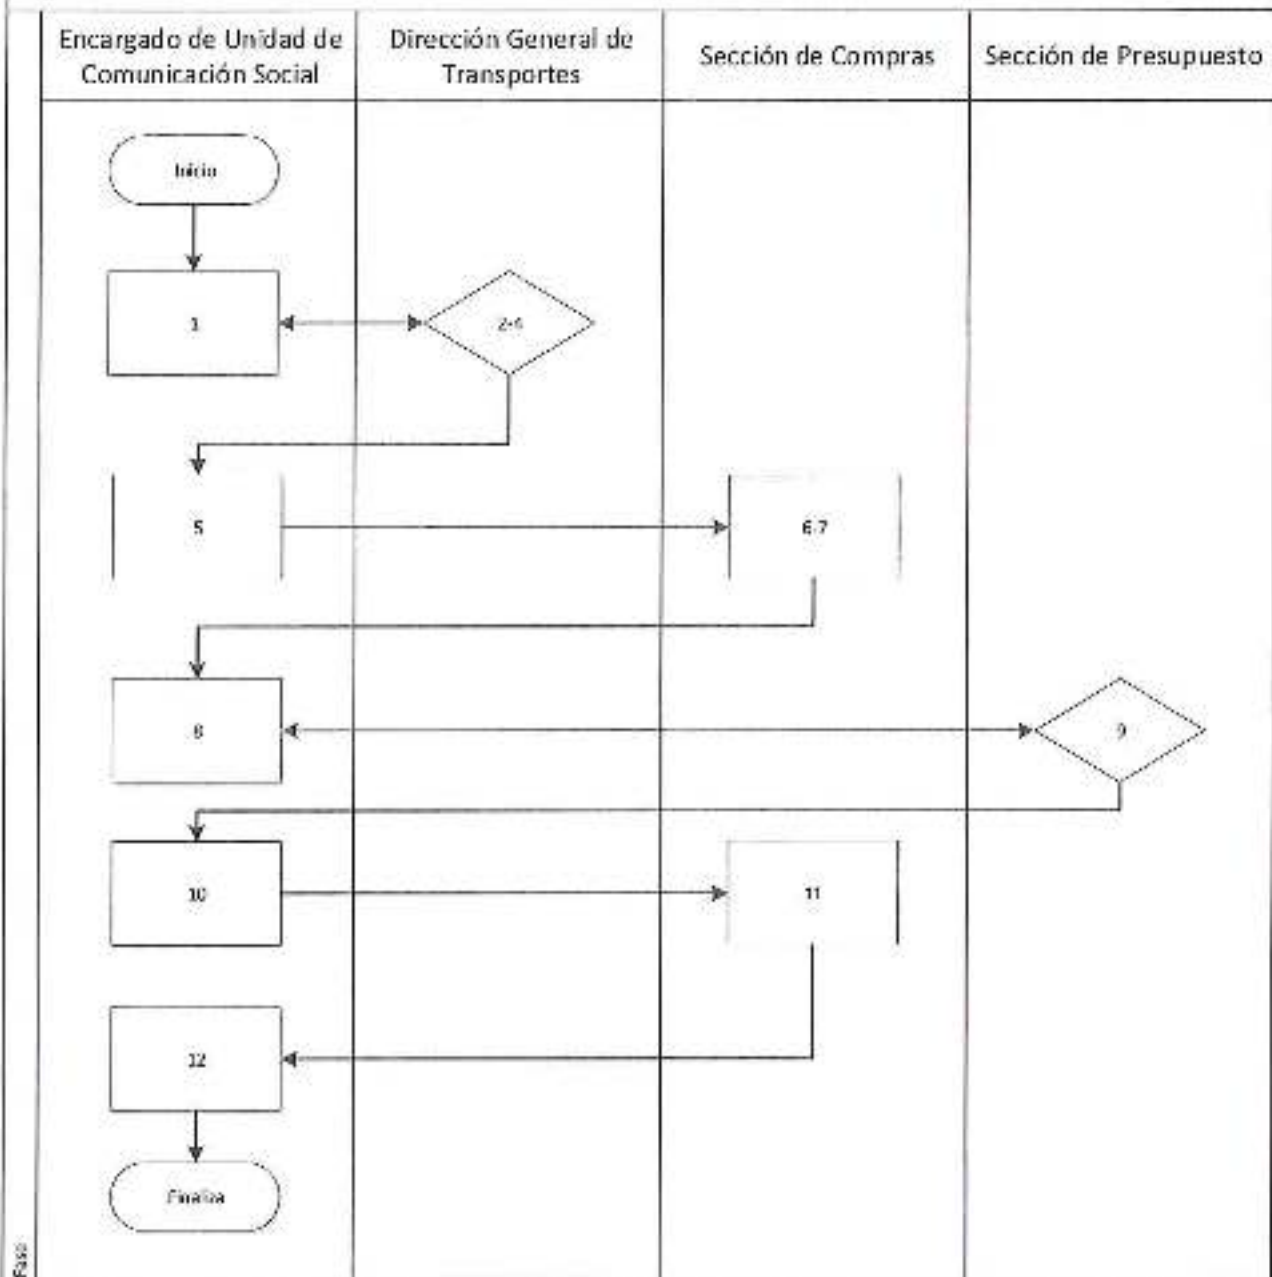 Encargado de Unidad de
Comunicación Social
Dirección General de
Transportes
Sección de Compras
Sección de Presupuesto
Inicio
1
2-4
5
6-7
8
9
10
11
12
Finaliza
Fase